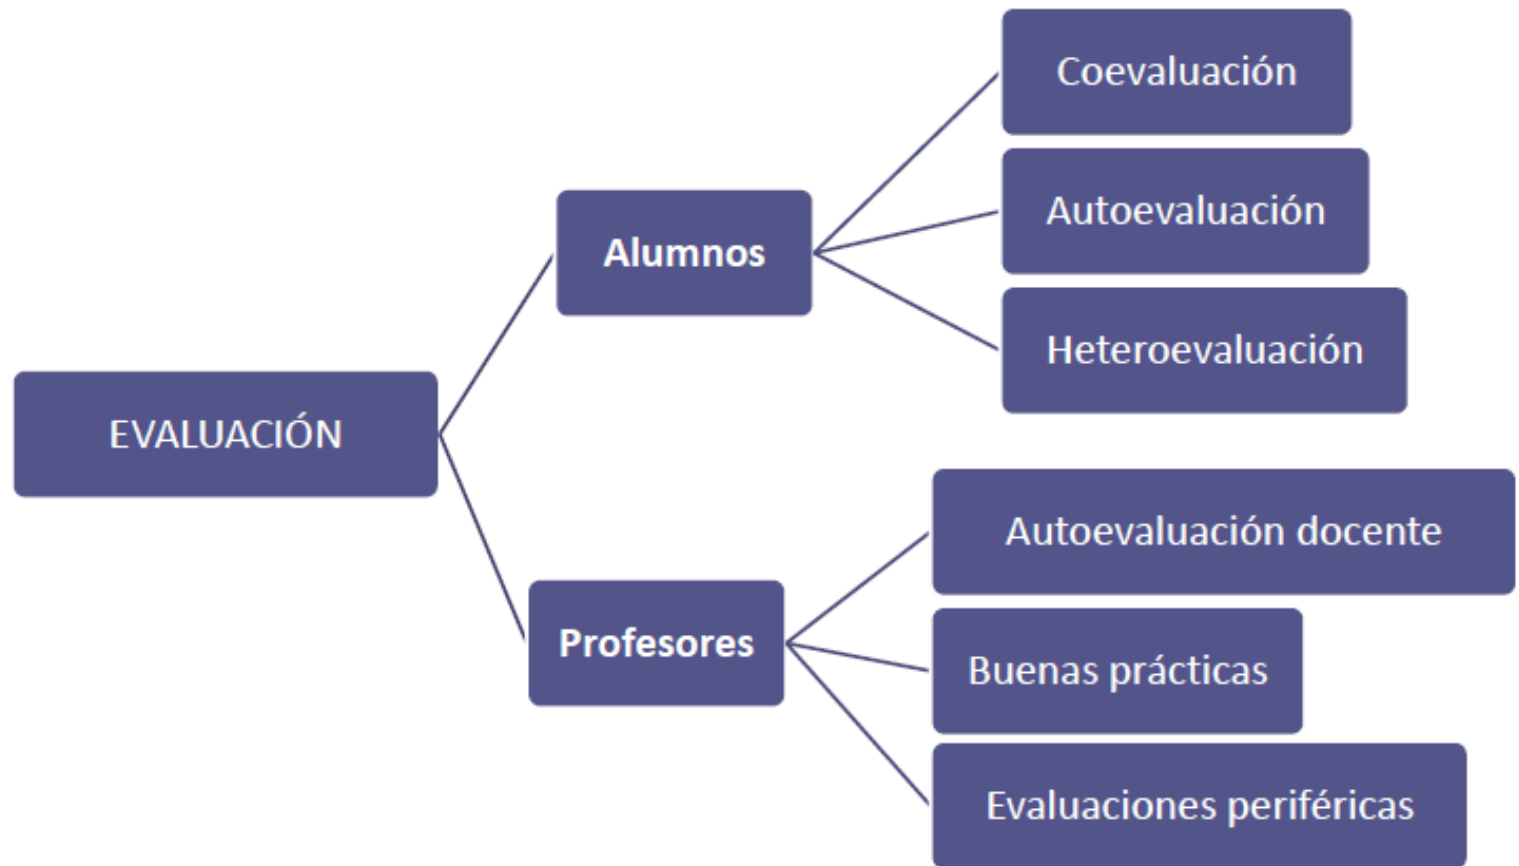 EVALUACIÓN
Alumnos
Coevaluación
Autoevaluación
Heteroevaluación
Profesores
Autoevaluación docente
Buenas prácticas
Evaluaciones periféricas